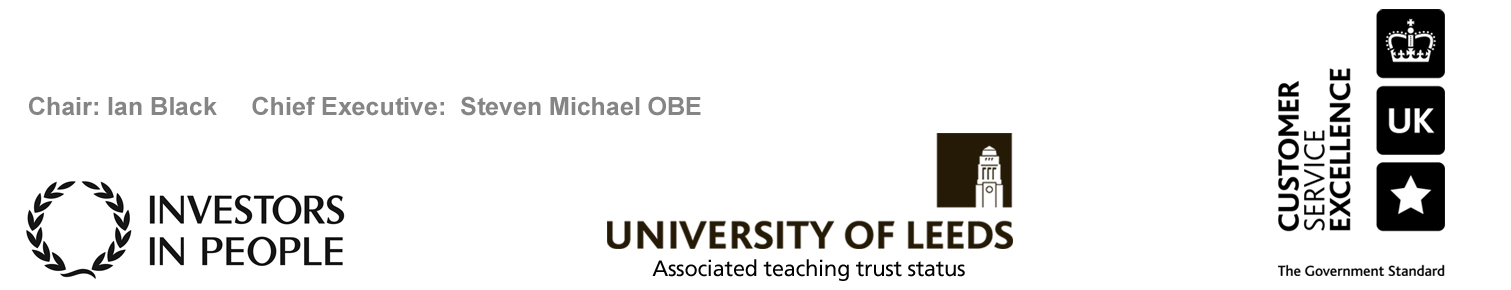 Chair: Ian Black     Chief Executive:  Steven Michael OBE
INVESTORS
IN PEOPLE
UNIVERSITY OF LEEDS
Associated teaching trust status
CUSTOMER
SERVICE
EXCELLENCE
UK
The Government Standard